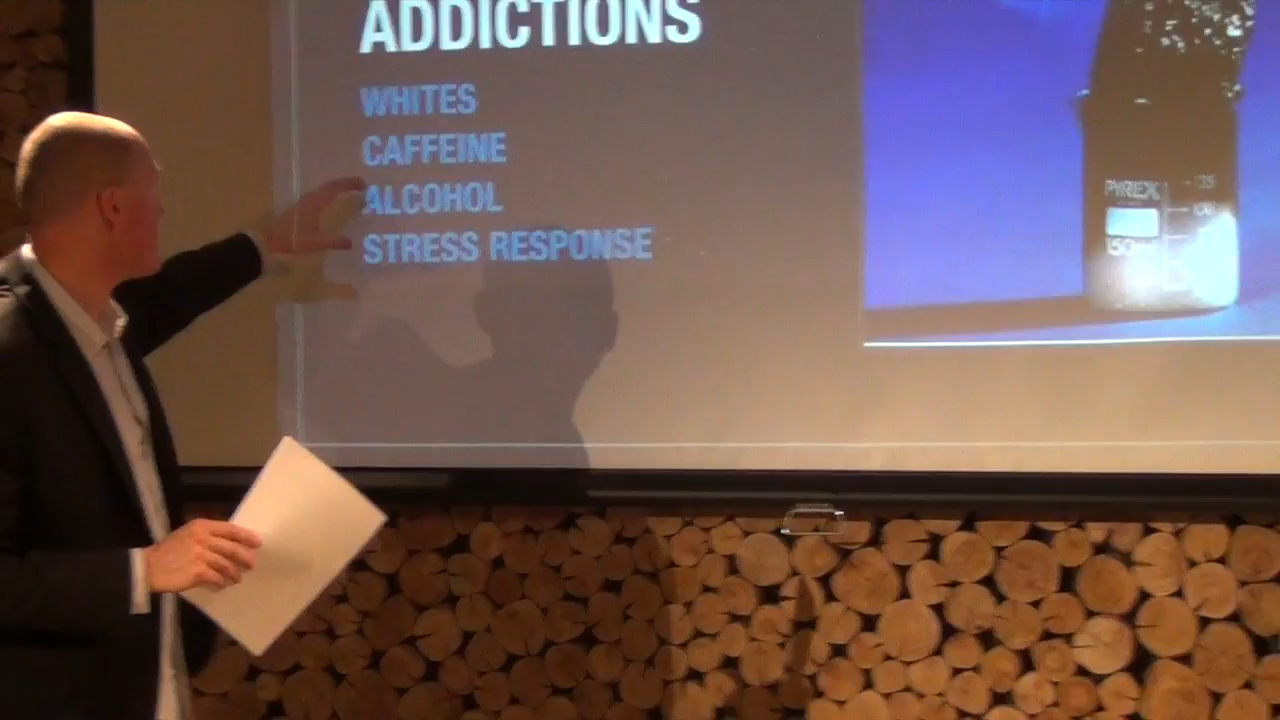 ADDICTIONS
WHITES
CAFFEINE
ALCOHOL
STRESS RESPONSE
PYREX